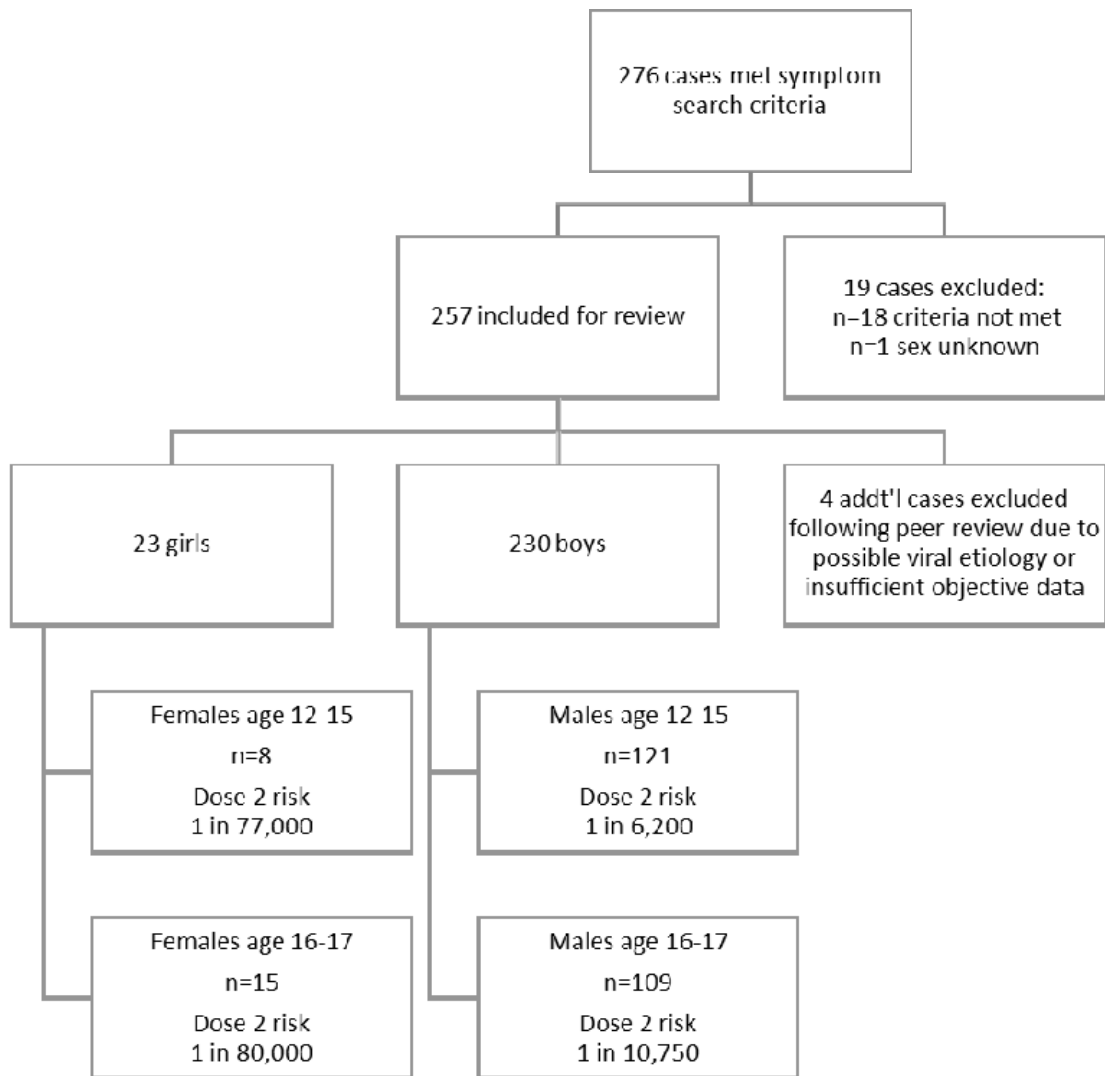 276 cases met symptom
search criteria
257 included for review
19 cases excluded:
n=18 criteria not met
n=1 sex unknown
23 girls
230 boys
4 addt'l cases excluded
following peer review due to
possible viral etiology or
insufficient objective data
Females age 12-15
n=8
Dose 2 risk
1 in 77,000
Males age 12-15
n=121
Dose 2 risk
1 in 6,200
Females age 16-17
n=15
Dose 2 risk
1 in 80,000
Males age 16-17
n=109
Dose 2 risk
1 in 10,750